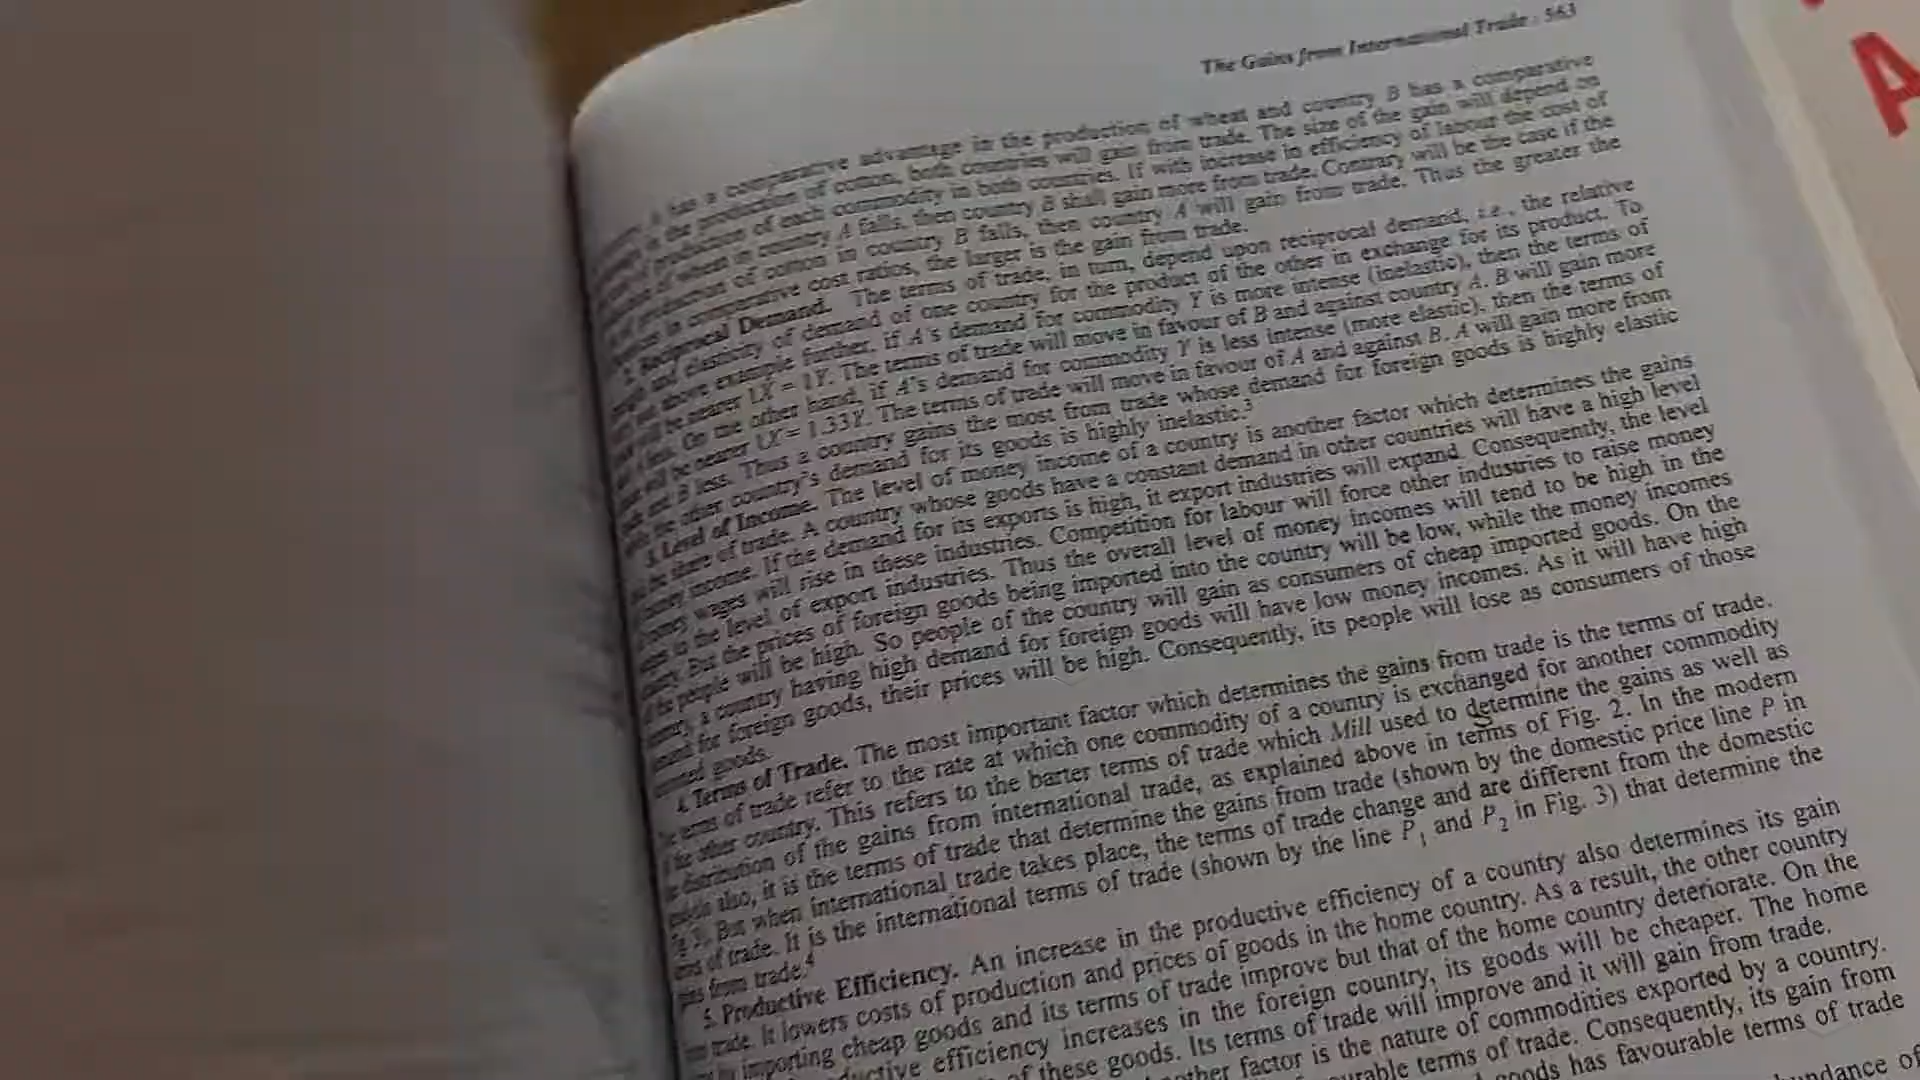 The Gains from International Trade 563
has a comparative advantage in the production of wheat and country B has a comparative
in the production of cotton, both countries will gain from trade. The size of the gain will depend on
production of each commodity in both countries. If with increase in efficiency of labour the cost of
of wheat in country A falls, then country B shall gain more from trade. Contrary will be the case if the
of production of cotton in country B falls, then country A will gain from trade. Thus the greater the
in comparative cost ratios, the larger is the gain from trade.
2. Reciprocal Demand. The terms of trade, in turn, depend upon reciprocal demand, i.e., the relative
and elasticity of demand of one country for the product of the other in exchange for its product. To
above example further, if A's demand for commodity Y is more intense (inelastic), then the terms of
will be nearer 1X = 1Y. The terms of trade will move in favour of B and against country A. B will gain more
less. On the other hand, if A's demand for commodity Y is less intense (more elastic), then the terms of
will be nearer 1X = 1.33Y. The terms of trade will move in favour of A and against B. A will gain more from
and B less. Thus a country gains the most from trade whose demand for foreign goods is highly elastic
the other country's demand for its goods is highly inelastic.3
3. Level of Income. The level of money income of a country is another factor which determines the gains
share of trade. A country whose goods have a constant demand in other countries will have a high level
money income. If the demand for its exports is high, it export industries will expand. Consequently, the level
money wages will rise in these industries. Competition for labour will force other industries to raise money
to the level of export industries. Thus the overall level of money incomes will tend to be high in the
But the prices of foreign goods being imported into the country will be low, while the money incomes
of the people will be high. So people of the country will gain as consumers of cheap imported goods. On the
a country having high demand for foreign goods will have low money incomes. As it will have high
for foreign goods, their prices will be high. Consequently, its people will lose as consumers of those
goods.
4. Terms of Trade. The most important factor which determines the gains from trade is the terms of trade.
terms of trade refer to the rate at which one commodity of a country is exchanged for another commodity
of the other country. This refers to the barter terms of trade which Mill used to determine the gains as well as
distribution of the gains from international trade, as explained above in terms of Fig. 2. In the modern
also, it is the terms of trade that determine the gains from trade (shown by the domestic price line P in
But when international trade takes place, the terms of trade change and are different from the domestic
of trade. It is the international terms of trade (shown by the line P1 and P2 in Fig. 3) that determine the
from trade.4
5. Productive Efficiency. An increase in the productive efficiency of a country also determines its gain
trade. It lowers costs of production and prices of goods in the home country. As a result, the other country
importing cheap goods and its terms of trade improve but that of the home country deteriorate. On the
efficiency increases in the foreign country, its goods will be cheaper. The home
of these goods. Its terms of trade will improve and it will gain from trade.
factor is the nature of commodities exported by a country.
terms of trade. Consequently, its gain from
goods has favourable terms of trade
of
A